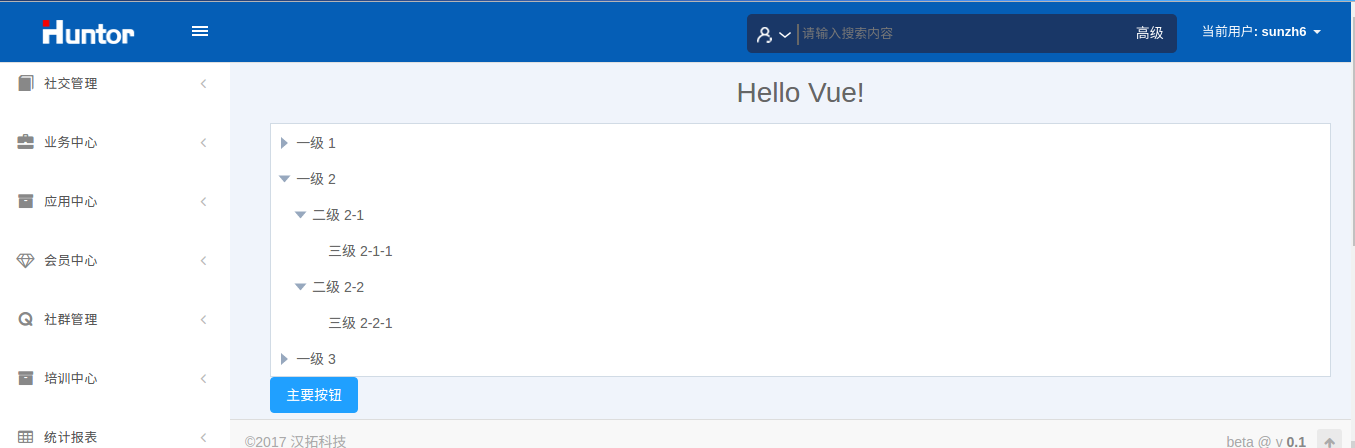 Huntor
请输入搜索内容
高级
当前用户: sunzh6
社交管理
业务中心
应用中心
会员中心
社群管理
培训中心
统计报表
Hello Vue!
一级 1
一级 2
二级 2-1
三级 2-1-1
二级 2-2
三级 2-2-1
一级 3
主要按钮
©2017 汉拓科技
beta @ v 0.1